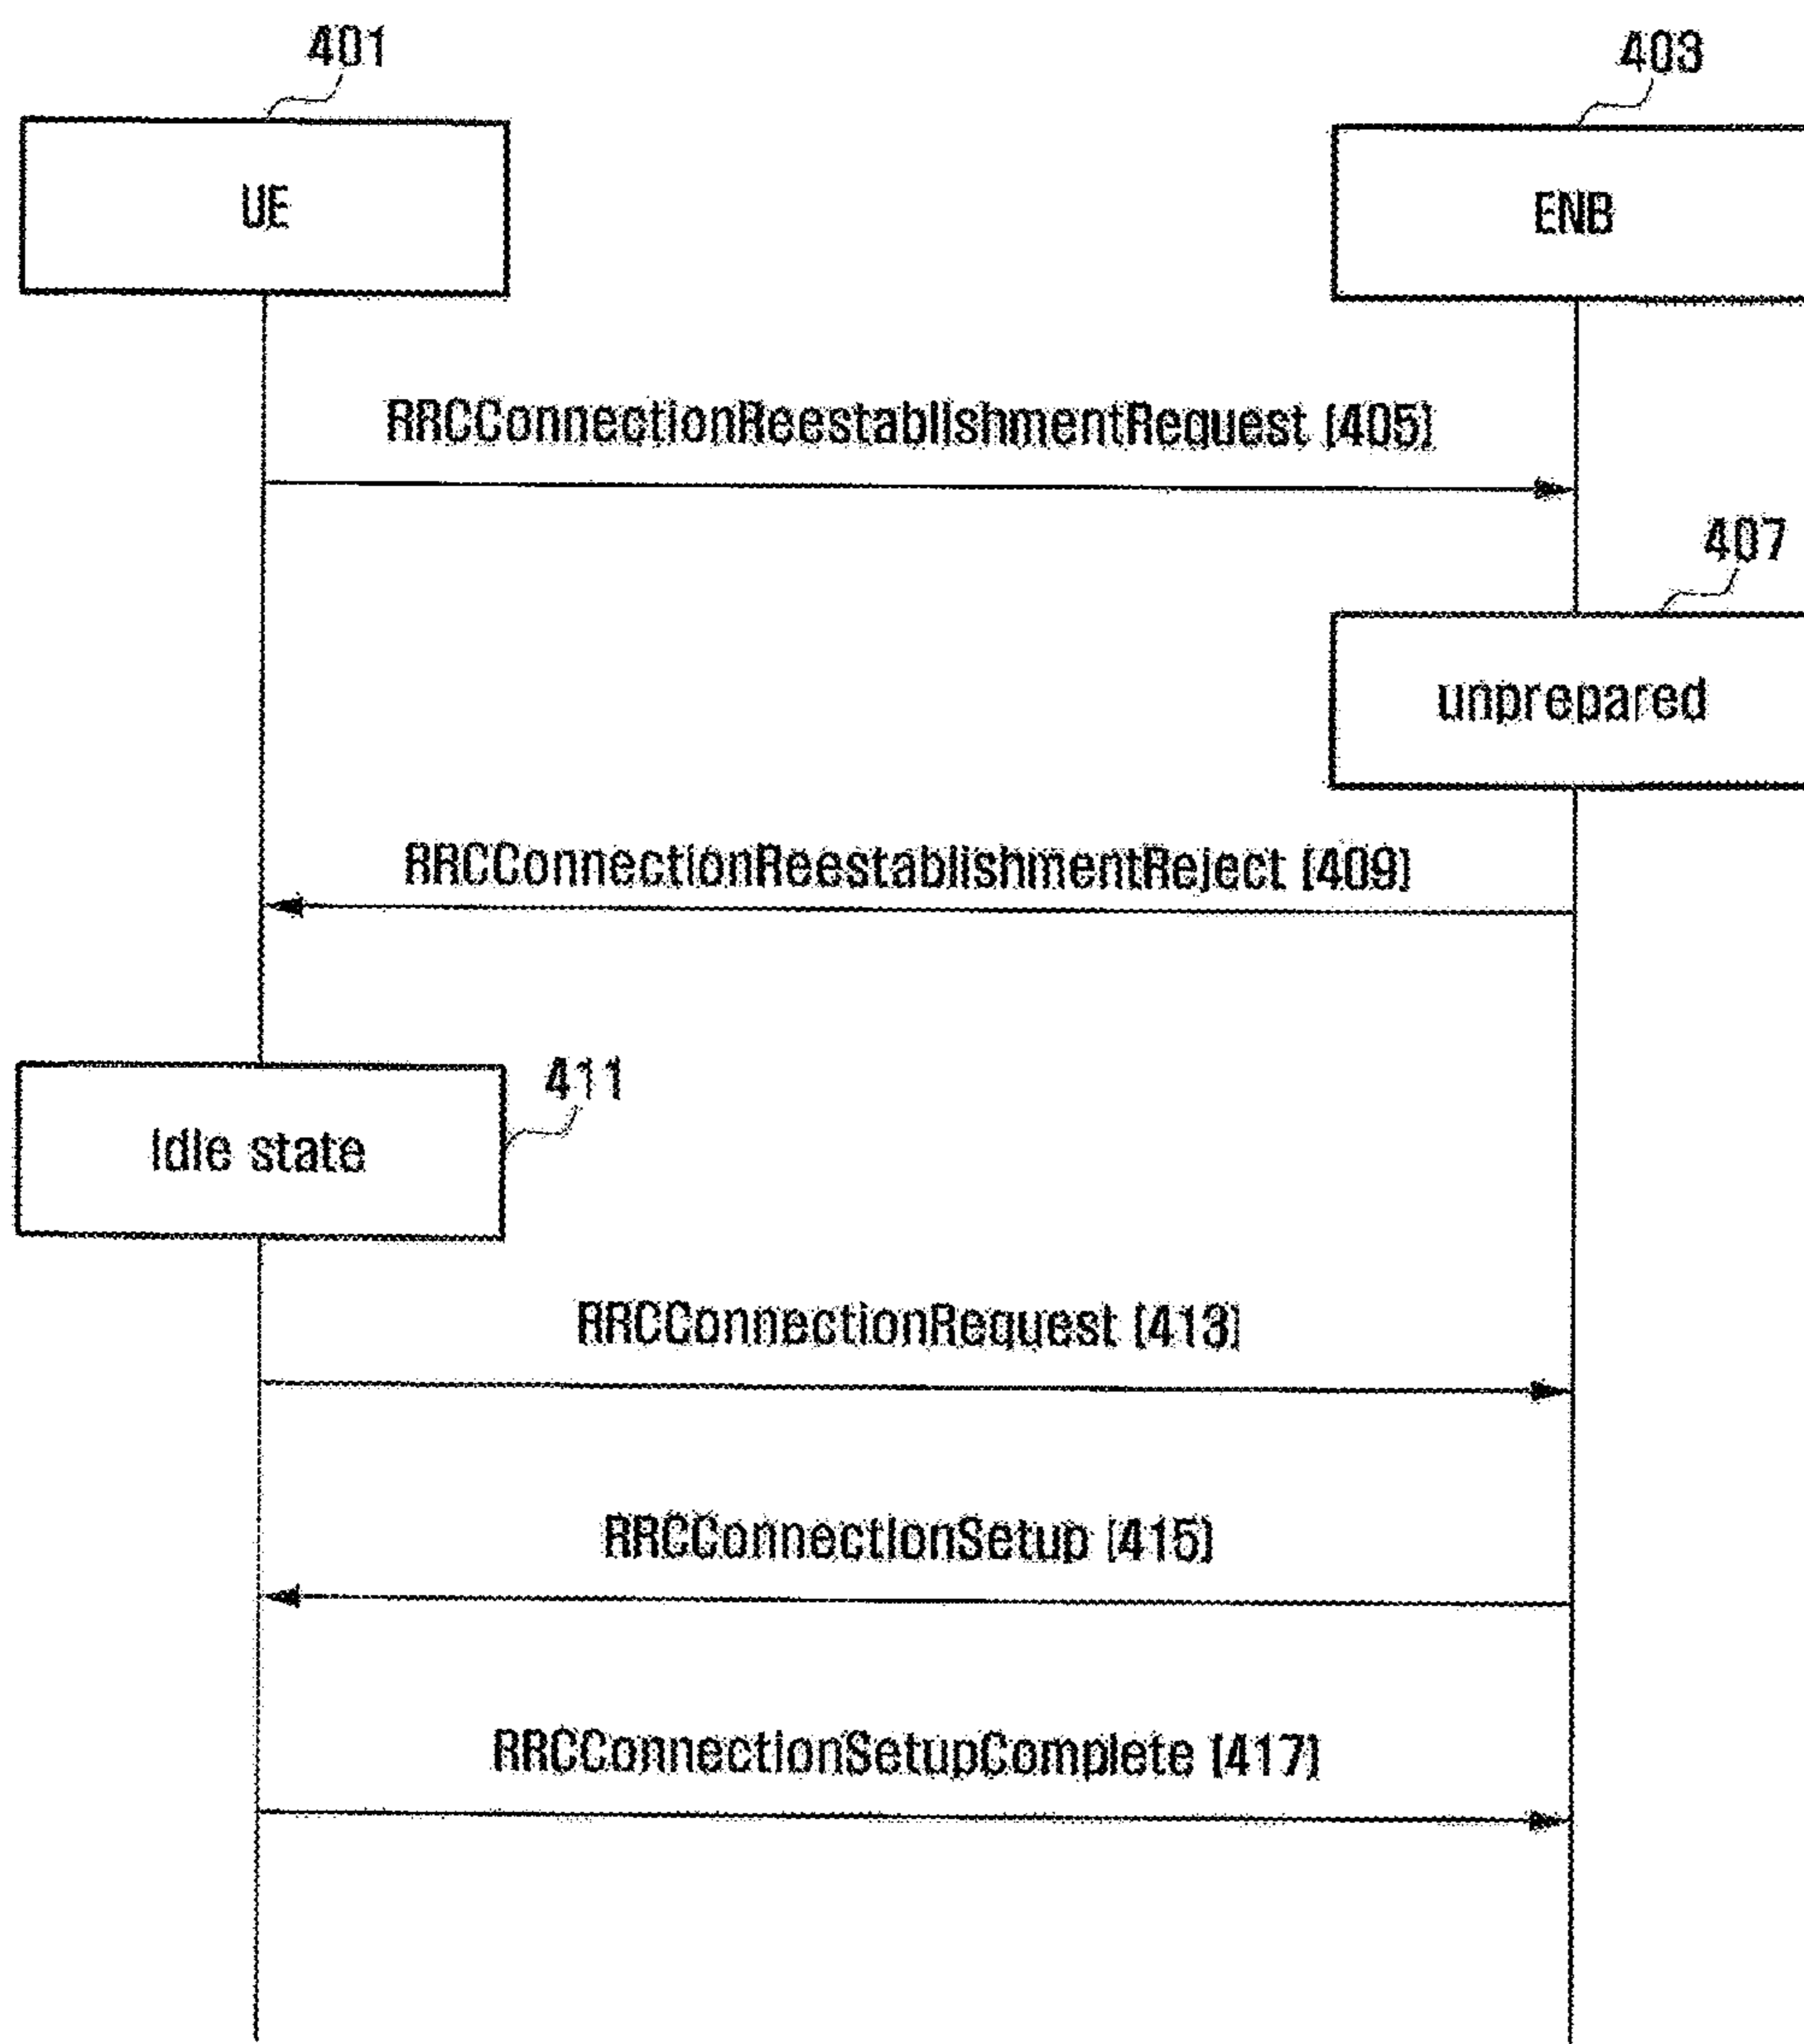 401
403
UE
ENB
RRCConnectionReestablishmentRequest [405]
407
unprepared
RRCConnectionReestablishmentReject [409]
411
Idle state
RRCConnectionRequest [413]
RRCConnectionSetup [415]
RRCConnectionSetupComplete [417]